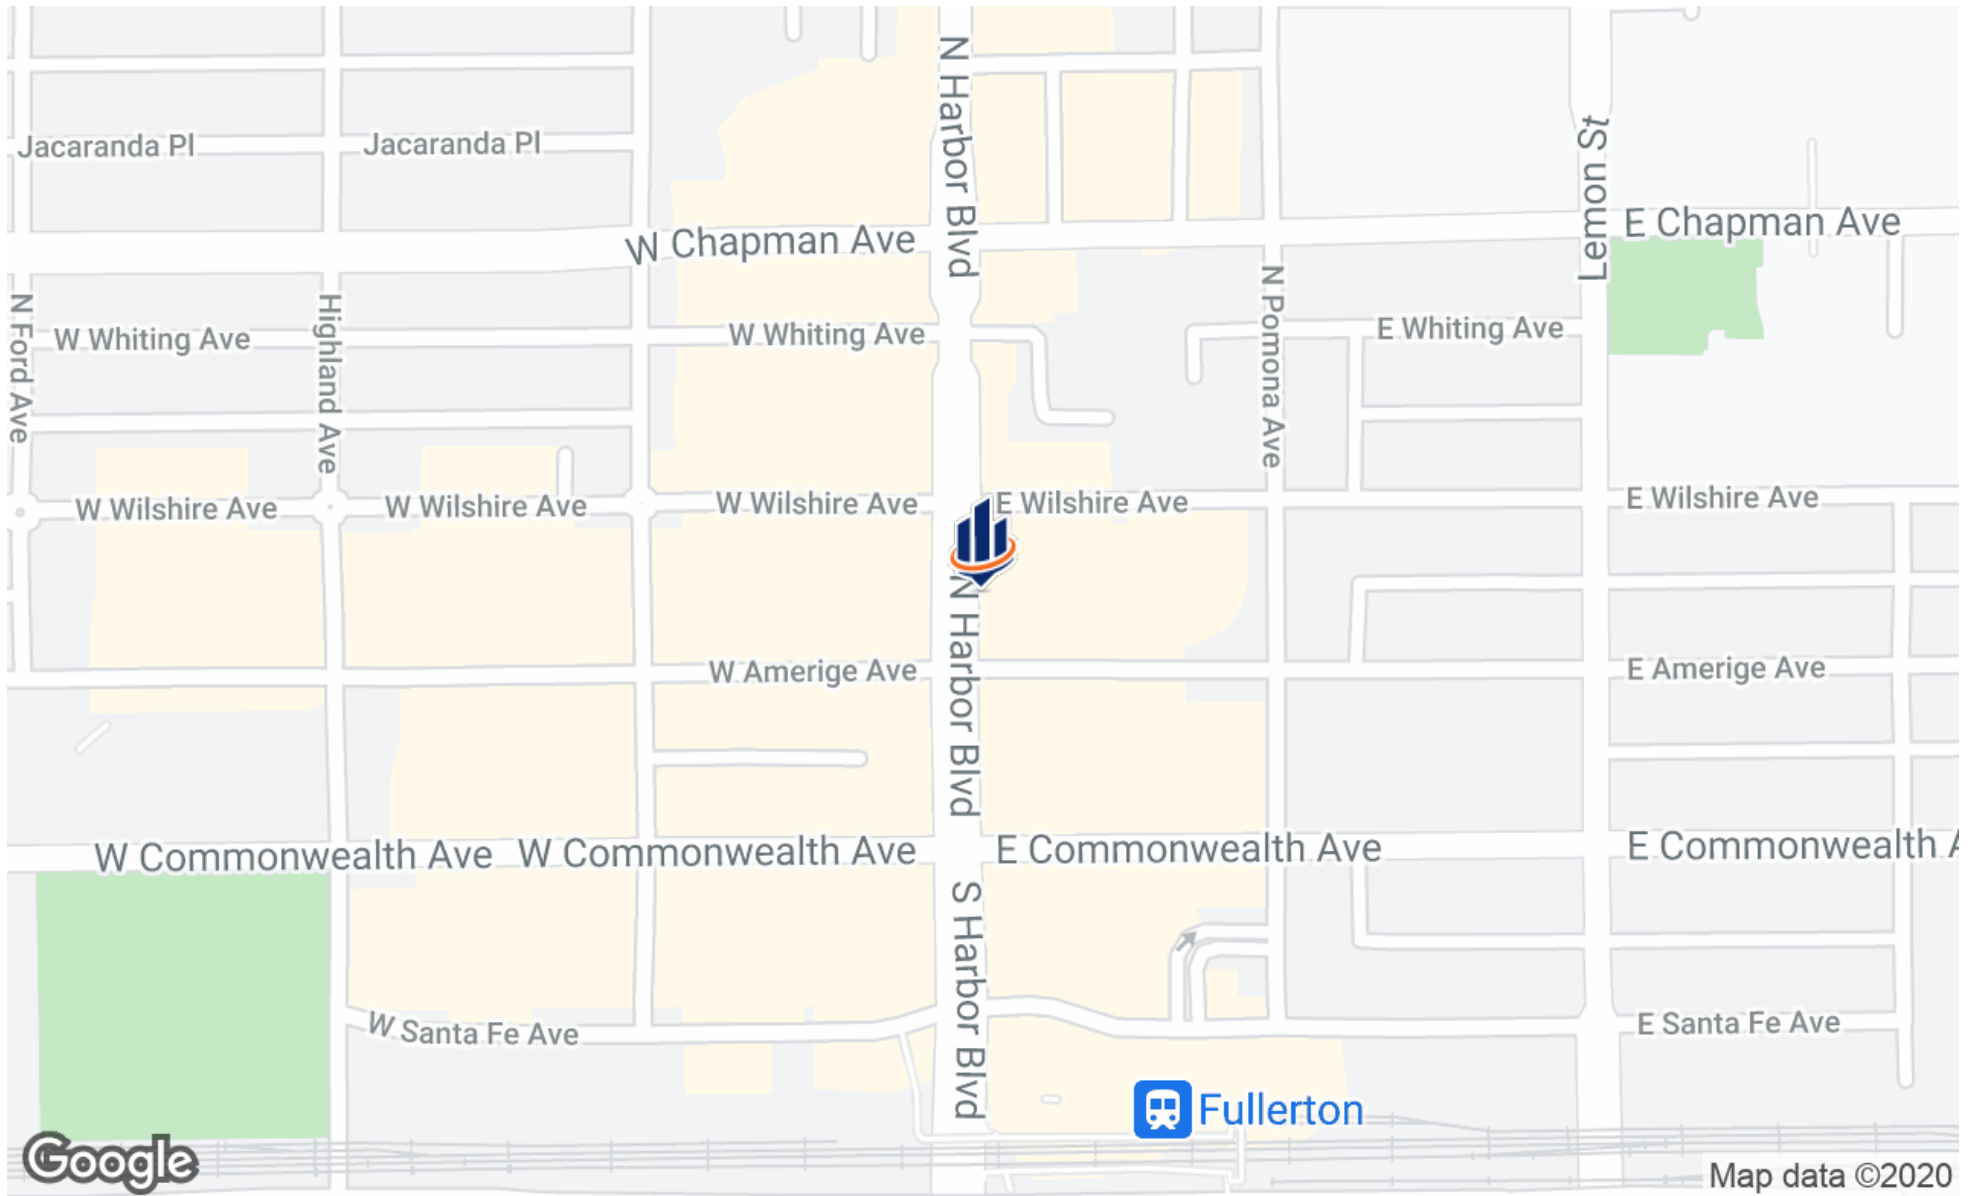 N Harbor Blvd
Jacaranda Pl
Jacaranda Pl
Lemon St
E Chapman Ave
W Chapman Ave
N Ford Ave
Highland Ave
N Pomona Ave
W Whiting Ave
W Whiting Ave
E Whiting Ave
W Wilshire Ave
W Wilshire Ave
W Wilshire Ave
E Wilshire Ave
E Wilshire Ave
N Harbor Blvd
W Amerige Ave
E Amerige Ave
W Commonwealth Ave
W Commonwealth Ave
E Commonwealth Ave
E Commonwealth A
S Harbor Blvd
W Santa Fe Ave
E Santa Fe Ave
Fullerton
Google
Map data ©2020